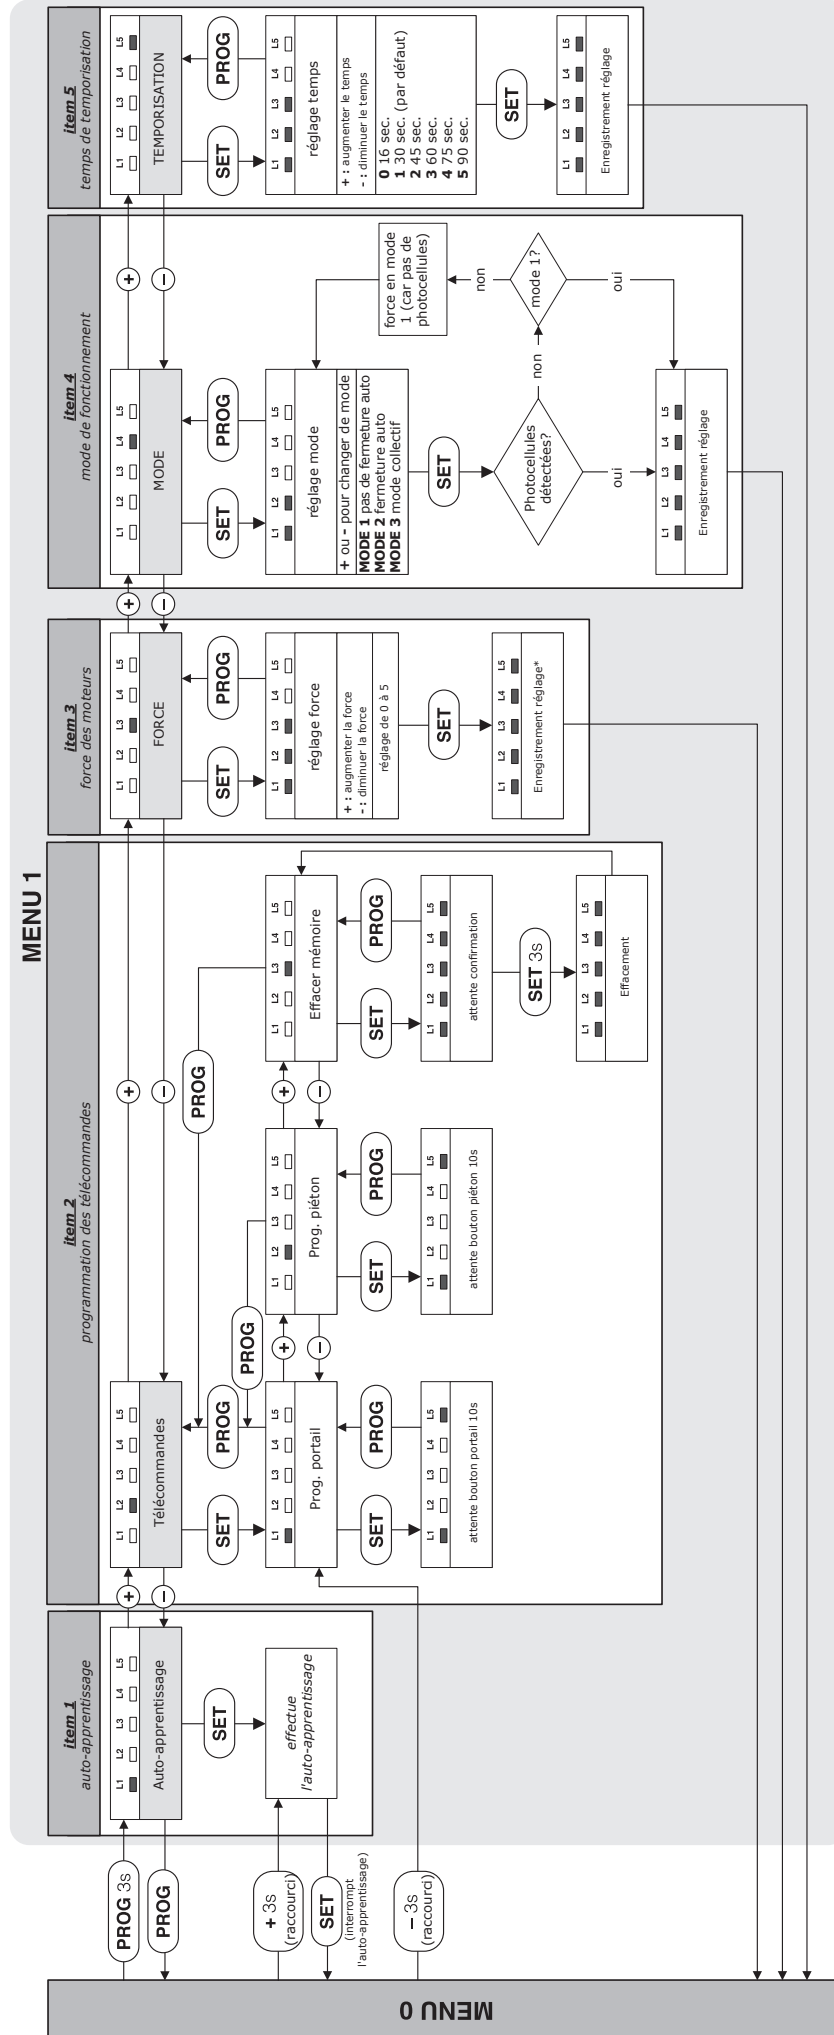 MENU 1
MENU 0
PROG 3s
PROG
+ 3s
(raccourci)
SET
(interrompt
l'auto-apprentissage)
− 3s
(raccourci)
item 1
auto-apprentissage
L1 L2 L3 L4 L5
Auto-apprentissage
SET
effectue
l'auto-apprentissage
+
−
item 2
programmation des télécommandes
L1 L2 L3 L4 L5
Télécommandes
SET
PROG
PROG
PROG
L1 L2 L3 L4 L5
Prog. portail
SET
PROG
L1 L2 L3 L4 L5
attente bouton portail 10s
+
−
L1 L2 L3 L4 L5
Prog. piéton
SET
PROG
L1 L2 L3 L4 L5
attente bouton piéton 10s
+
−
L1 L2 L3 L4 L5
Effacer mémoire
SET
PROG
L1 L2 L3 L4 L5
attente confirmation
SET 3s
L1 L2 L3 L4 L5
Effacement
+
−
item 3
force des moteurs
L1 L2 L3 L4 L5
FORCE
SET
PROG
L1 L2 L3 L4 L5
réglage force
+ : augmenter la force
- : diminuer la force
réglage de 0 à 5
SET
L1 L2 L3 L4 L5
Enregistrement réglage*
+
−
item 4
mode de fonctionnement
L1 L2 L3 L4 L5
MODE
SET
PROG
L1 L2 L3 L4 L5
réglage mode
+ ou - pour changer de mode
MODE 1 pas de fermeture auto
MODE 2 fermeture auto
MODE 3 mode collectif
SET
Photocellules
détectées?
non
oui
mode 1?
non
oui
force en mode
1 (car pas de
photocellules)
L1 L2 L3 L4 L5
Enregistrement réglage
+
−
item 5
temps de temporisation
L1 L2 L3 L4 L5
TEMPORISATION
SET
PROG
L1 L2 L3 L4 L5
réglage temps
+ : augmenter le temps
- : diminuer le temps
0 16 sec.
1 30 sec. (par défaut)
2 45 sec.
3 60 sec.
4 75 sec.
5 90 sec.
SET
L1 L2 L3 L4 L5
Enregistrement réglage